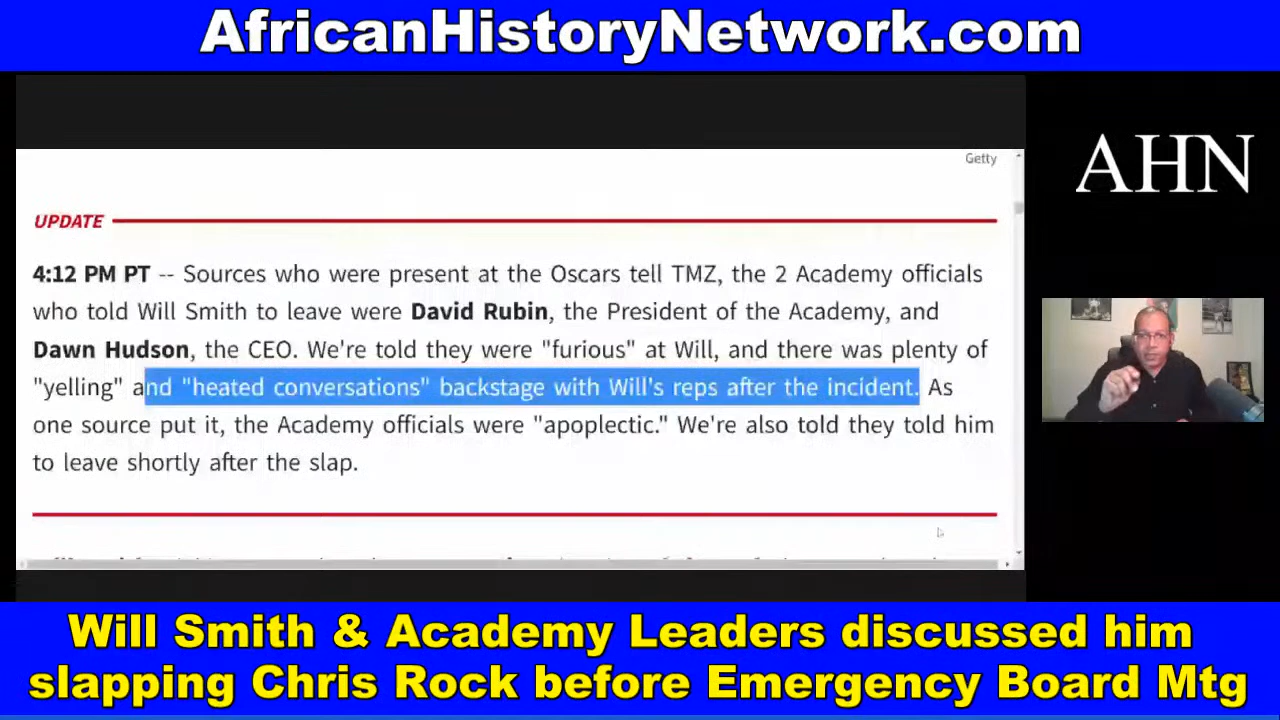 AfricanHistoryNetwork.com
AHN
Getty
UPDATE
4:12 PM PT -- Sources who were present at the Oscars tell TMZ, the 2 Academy officials
who told Will Smith to leave were David Rubin, the President of the Academy, and
Dawn Hudson, the CEO. We're told they were "furious" at Will, and there was plenty of
"yelling" and "heated conversations" backstage with Will's reps after the incident. As
one source put it, the Academy officials were "apoplectic." We're also told they told him
to leave shortly after the slap.
Will Smith & Academy Leaders discussed him
slapping Chris Rock before Emergency Board Mtg